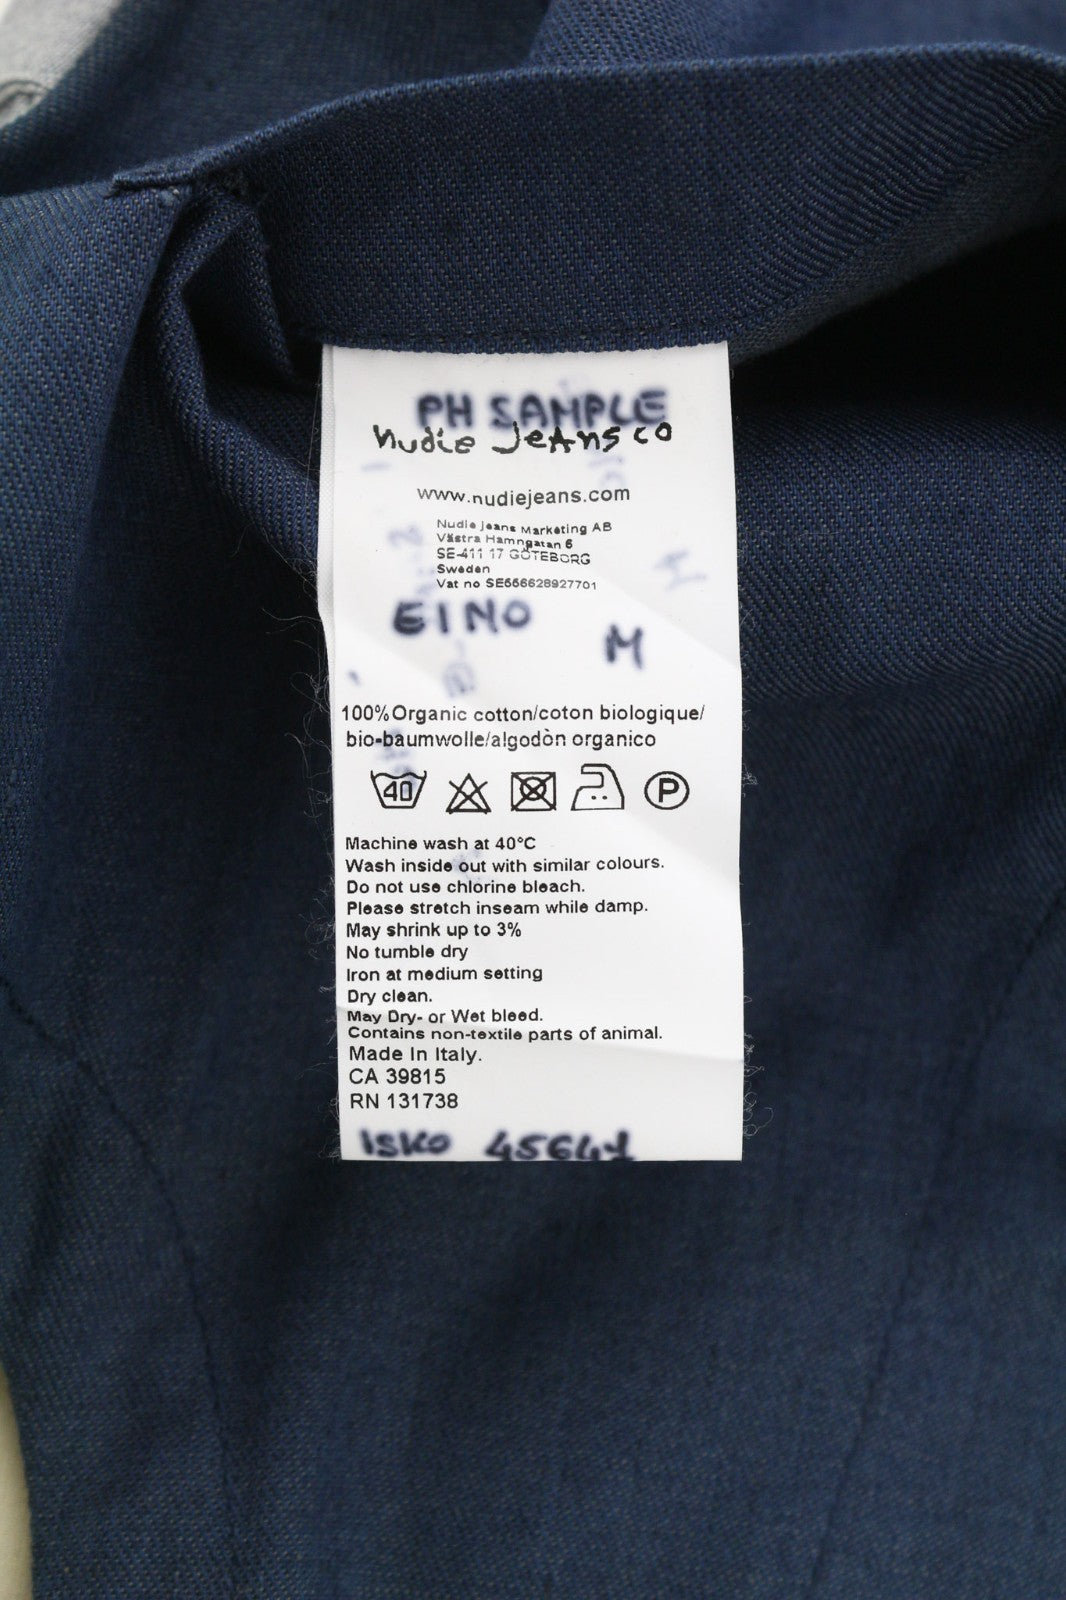 PH SAMPLE
nudie jeans co
www.nudiejeans.com
Nudie Jeans Marketing AB
Västra Hamngatan 6
SE-411 17 GÖTEBORG
Sweden
Vat no SE556628927701
EINO
M
100%Organic cotton/coton biologique/
bio-baumwolle/algodòn organico
40 P
Machine wash at 40°C
Wash inside out with similar colours.
Do not use chlorine bleach.
Please stretch inseam while damp.
May shrink up to 3%
No tumble dry
Iron at medium setting
Dry clean.
May Dry- or Wet bleed.
Contains non-textile parts of animal.
Made In Italy.
CA 39815
RN 131738
ISKO 45641